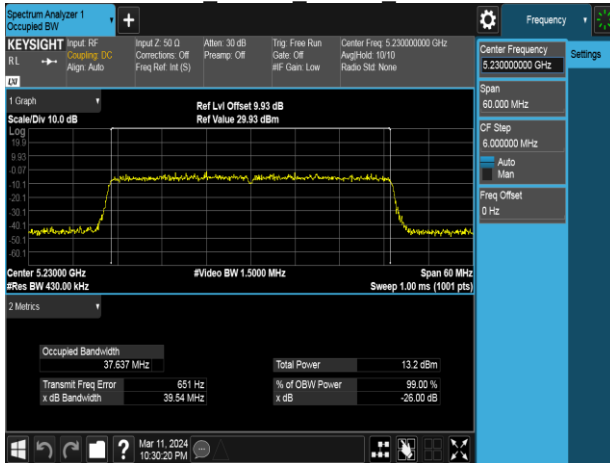 Spectrum Analyzer 1
Occupied BW
Frequency
KEYSIGHT
RL
LXI
Input: RF
Coupling: DC
Align: Auto
Input Z: 50 Ω
Corrections: Off
Freq Ref: Int (S)
Atten: 30 dB
Preamp: Off
Trig: Free Run
Gate: Off
#IF Gain: Low
Center Freq: 5.230000000 GHz
Avg|Hold: 10/10
Radio Std: None
Center Frequency
5.230000000 GHz
Settings
Span
60.000 MHz
CF Step
6.000000 MHz
Auto
Man
Freq Offset
0 Hz
1 Graph
Scale/Div 10.0 dB
Ref Lvl Offset 9.93 dB
Ref Value 29.93 dBm
Log
19.9
9.93
-0.07
-10.1
-20.1
-30.1
-40.1
-50.1
-60.1
Center 5.23000 GHz
#Res BW 430.00 kHz
#Video BW 1.5000 MHz
Span 60 MHz
Sweep 1.00 ms (1001 pts)
2 Metrics
Occupied Bandwidth
37.637 MHz
Total Power 13.2 dBm
Transmit Freq Error 651 Hz
% of OBW Power 99.00 %
x dB Bandwidth 39.54 MHz
x dB -26.00 dB
Mar 11, 2024
10:30:20 PM